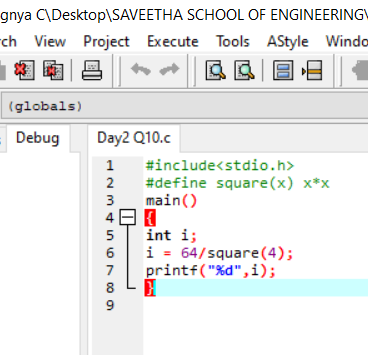 gnya C\Desktop\SAVEETHA SCHOOL OF ENGINEERING\
rch View Project Execute Tools AStyle Windo
(globals)
Debug Day2 Q10.c
1 #include<stdio.h>
2 #define square(x) x*x
3 main()
4 {
5 int i;
6 i = 64/square(4);
7 printf("%d",i);
8 }
9